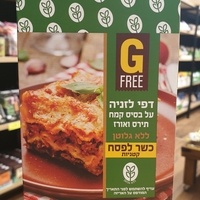 G
FREE
דפי לזניה
על בסיס קמח
תירס ואורז
ללא גלוטן
כשר לפסח
קטניות